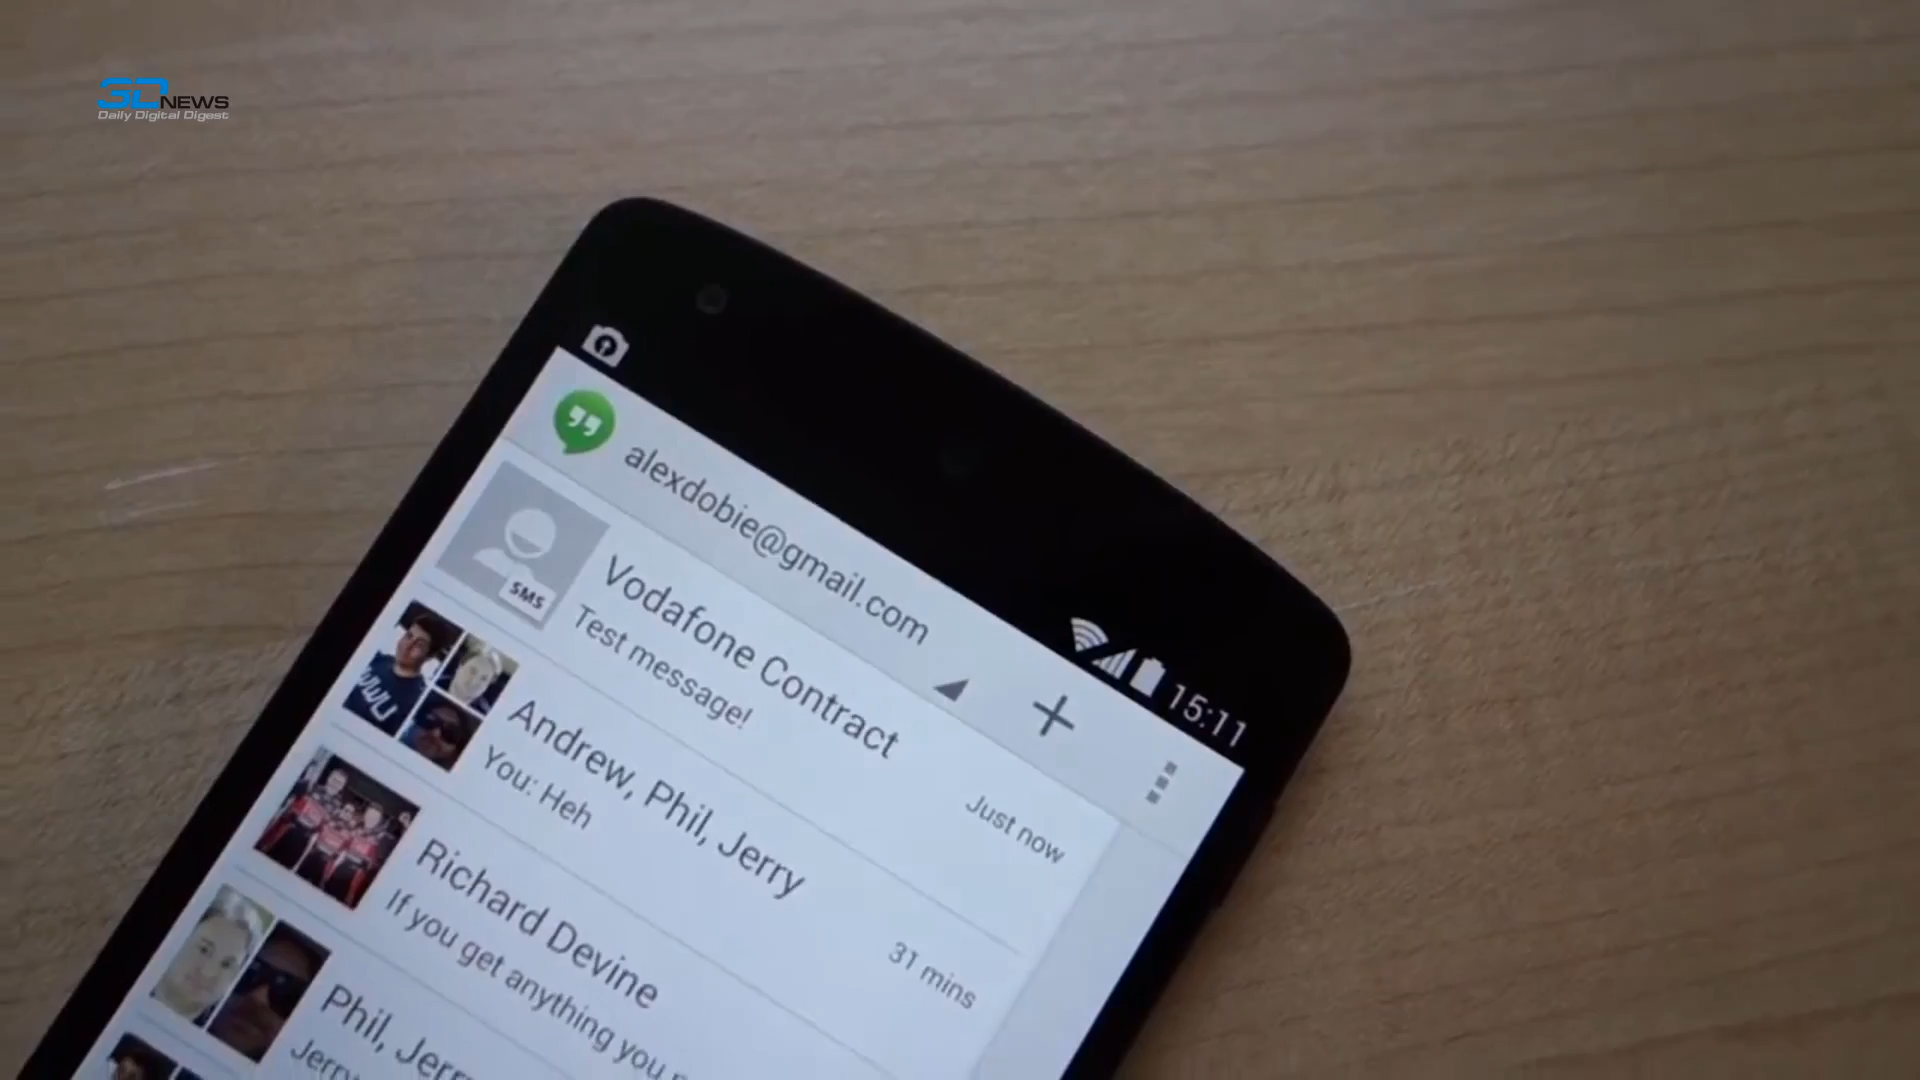 3DNEWS
Daily Digital Digest
15:11
alexdobie@gmail.com
SMS
Vodafone Contract
Test message!
Just now
Andrew, Phil, Jerry
You: Heh
31 mins
Richard Devine
If you get anything you
Phil, Jerr
Jerry